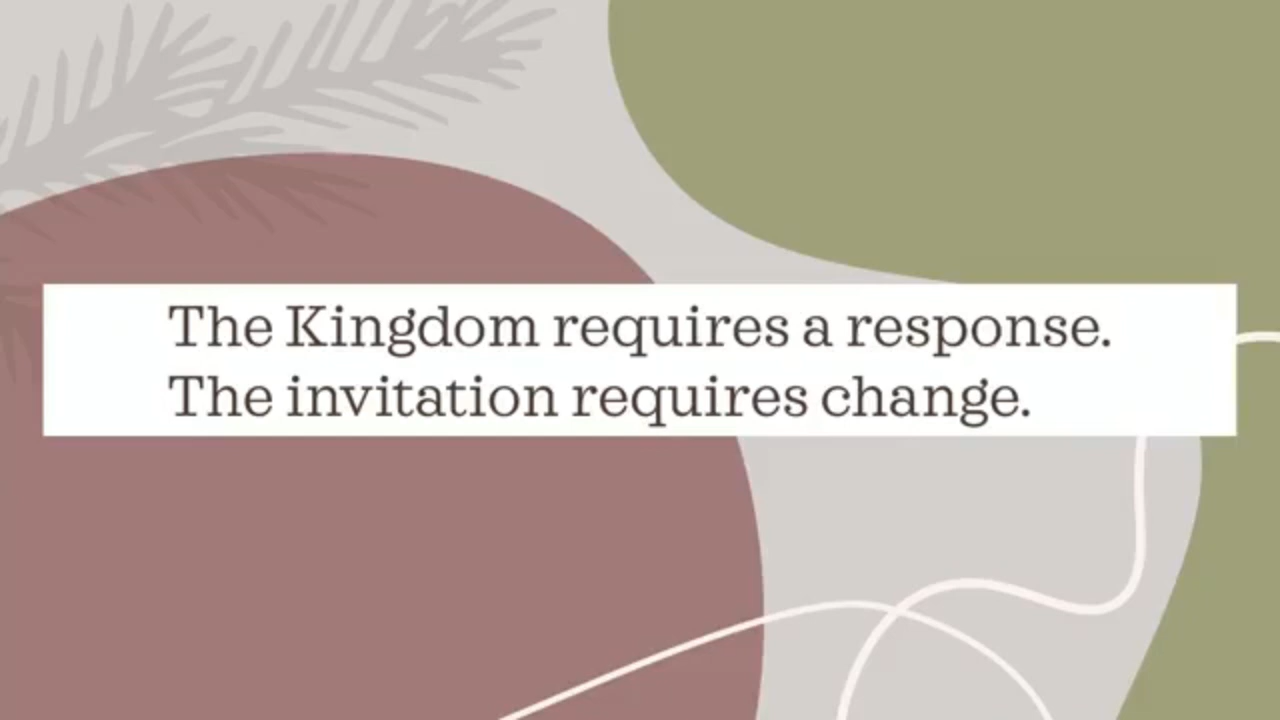 The Kingdom requires a response.
The invitation requires change.